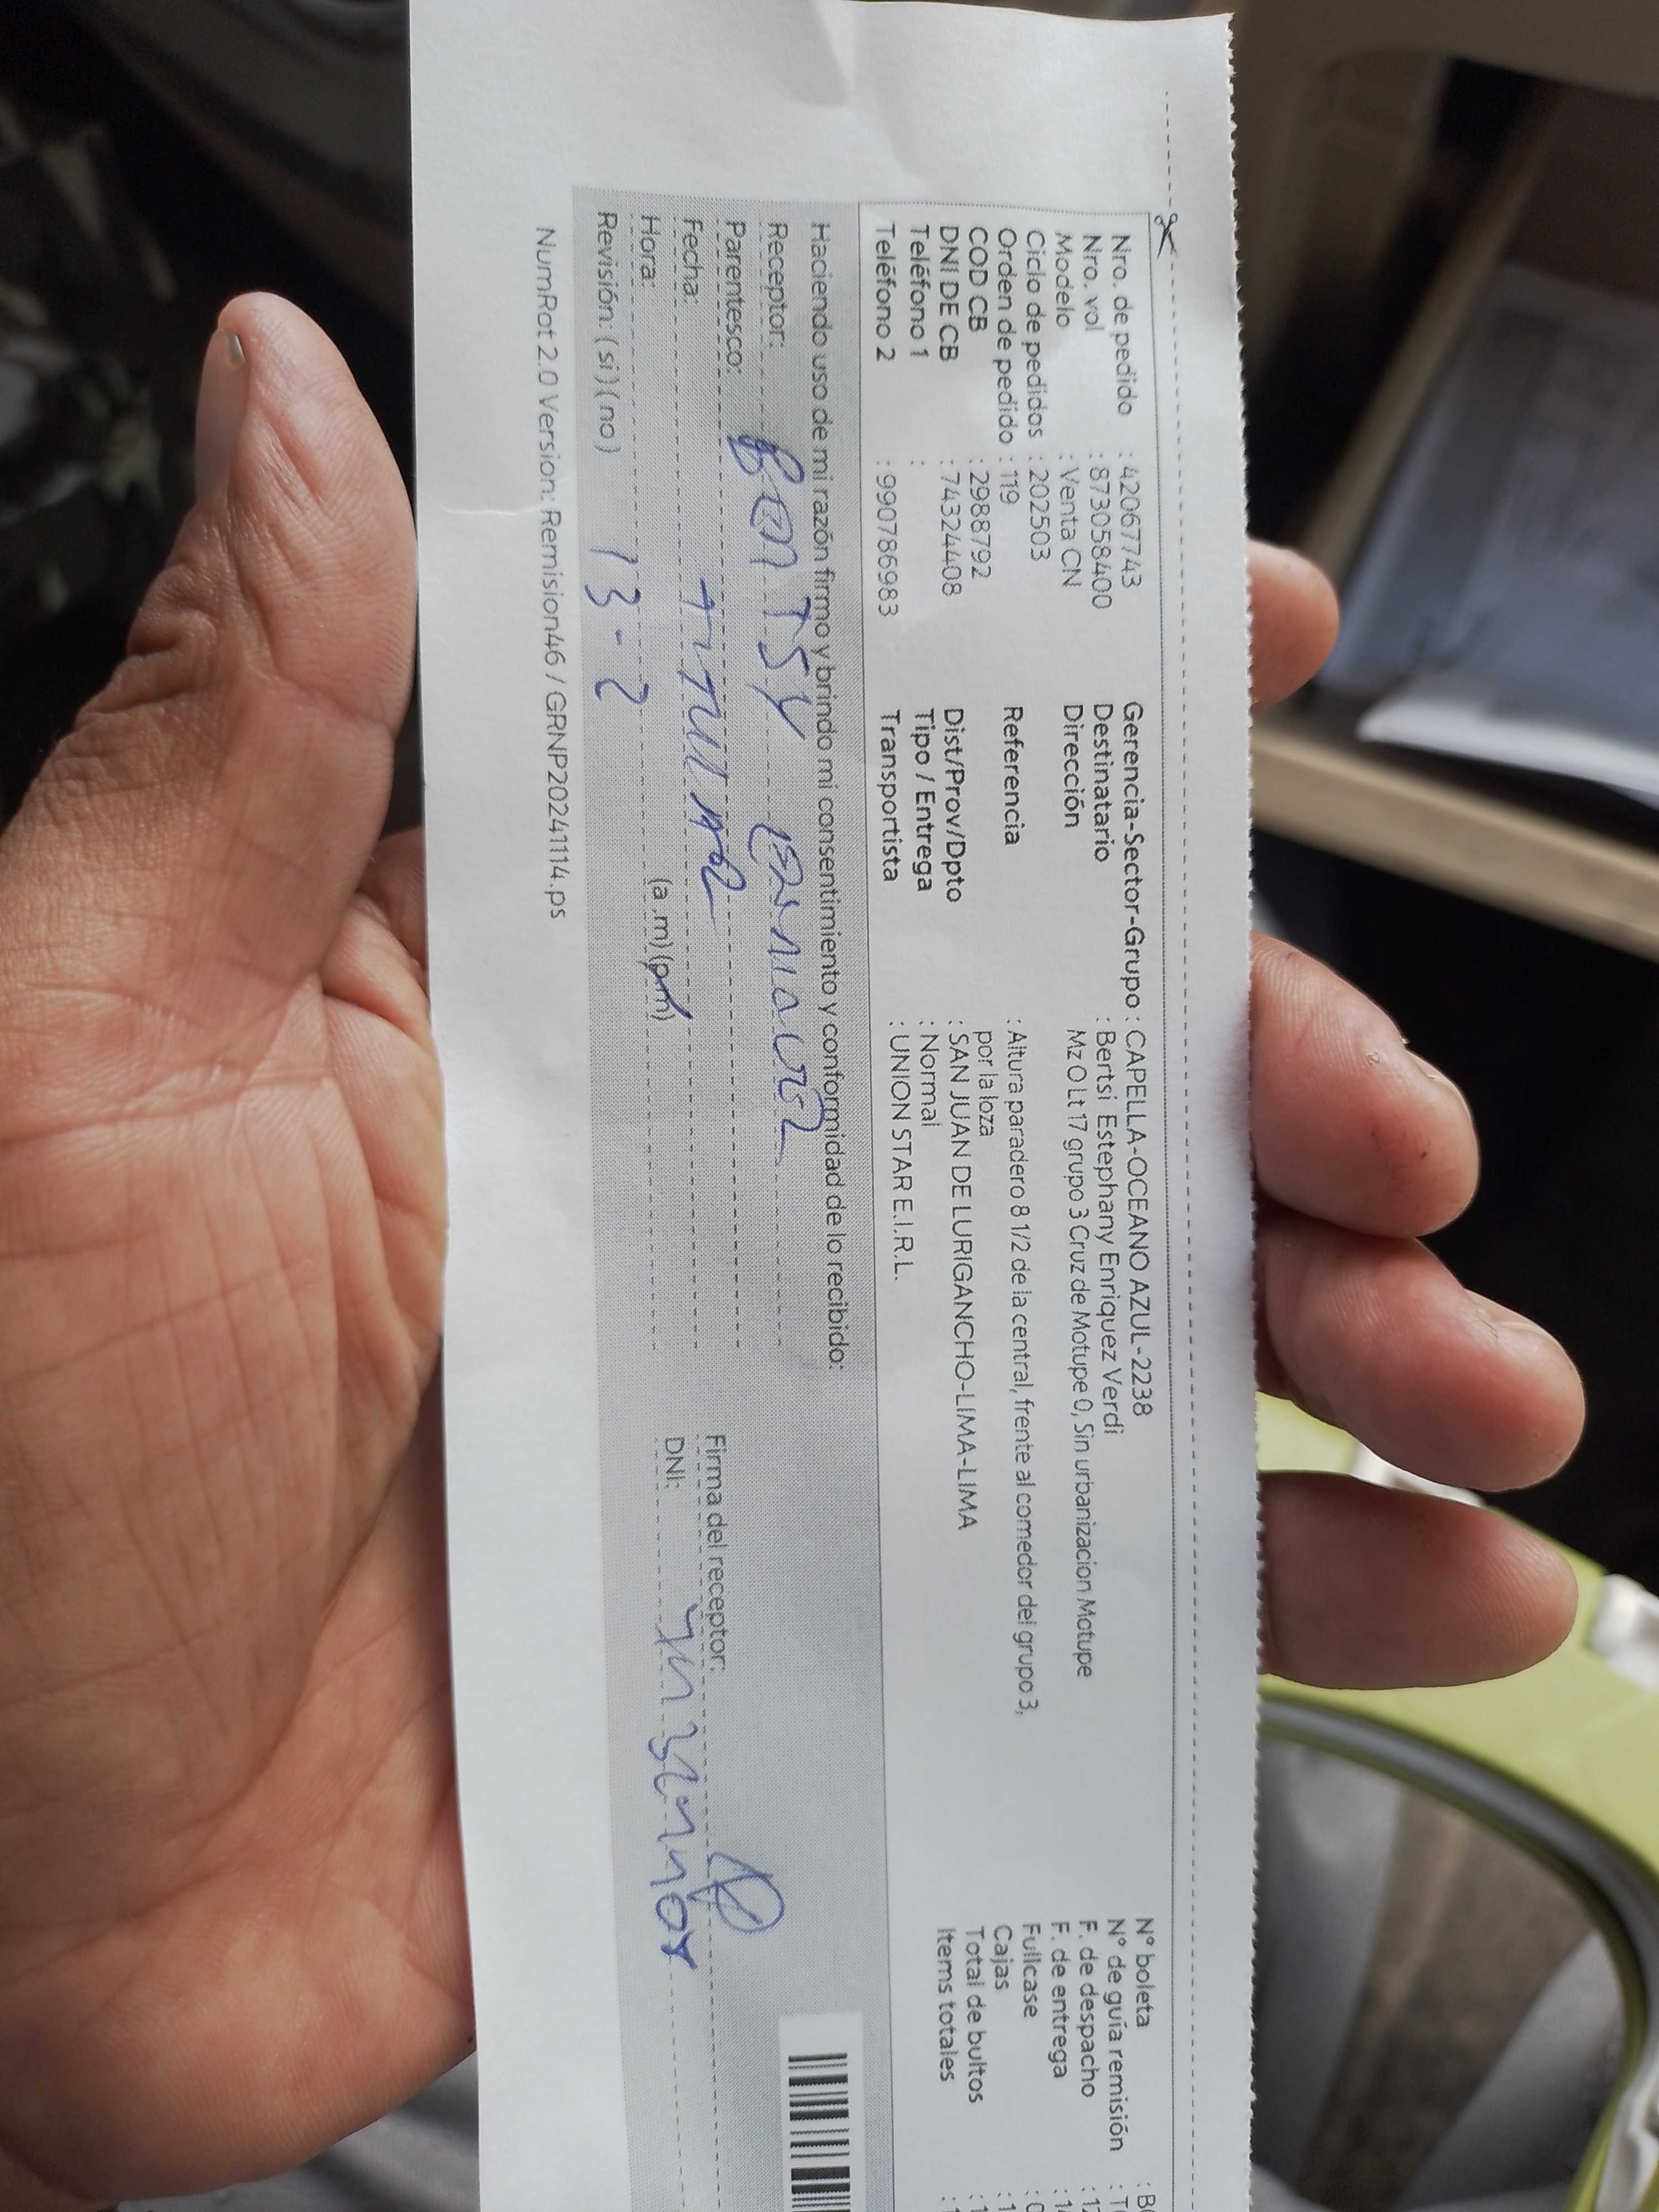 Nro. de pedido : 42067743
Nro. vol : 873058400
Modelo : Venta CN
Ciclo de pedidos : 202503
Orden de pedido : 119
COD CB : 2988792
DNI DE CB : 74324408
Teléfono 1 :
Teléfono 2 : 990786983
Gerencia-Sector-Grupo : CAPELLA-OCEANO AZUL-2238
Destinatario : Bertsi Estephany Enriquez Verdi
Dirección Mz O Lt 17 grupo 3 Cruz de Motupe 0, Sin urbanizacion Motupe
Referencia : Altura paradero 8 1/2 de la central, frente al comedor del grupo 3,
por la loza
Dist/Prov/Dpto : SAN JUAN DE LURIGANCHO-LIMA-LIMA
Tipo / Entrega : Normal
Transportista : UNION STAR E.I.R.L.
N° boleta
N° de guía remisión
F. de despacho
F. de entrega
Fullcase
Cajas
Total de bultos
Items totales
Haciendo uso de mi razón firmo y brindo mi consentimiento y conformidad de lo recibido:
Receptor:
Parentesco:
Fecha:
Hora: (a.m)(p.m)
Revisión: (si)(no) 13-2
Firma del receptor:
DNI:
NumRot 2.0 Version: Remision46 / GRNP20241114.ps